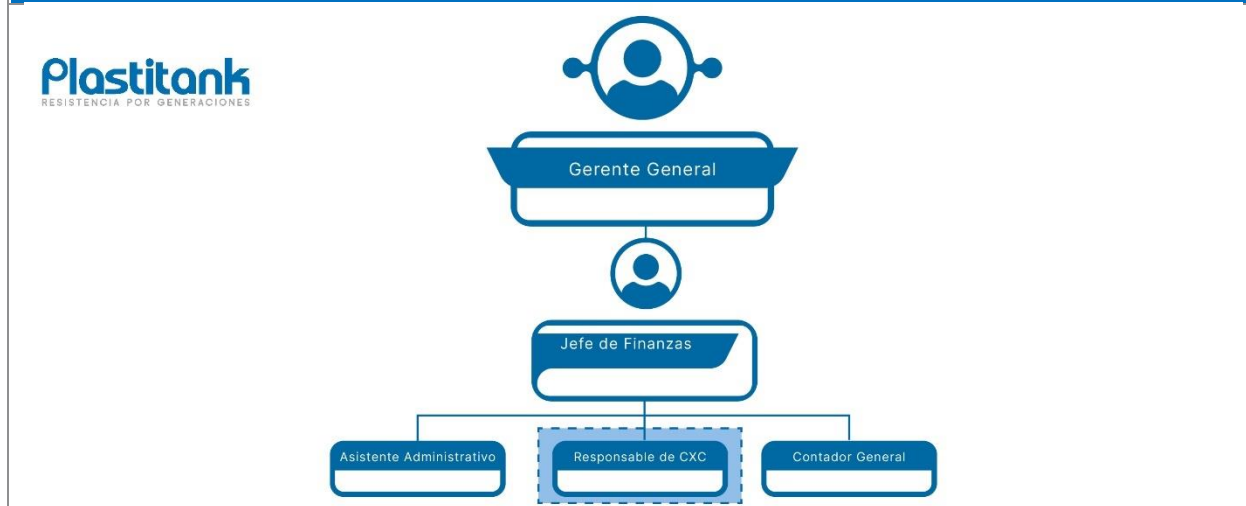 Plastitank
RESISTENCIA POR GENERACIONES
Gerente General
Jefe de Finanzas
Asistente Administrativo
Responsable de CXC
Contador General